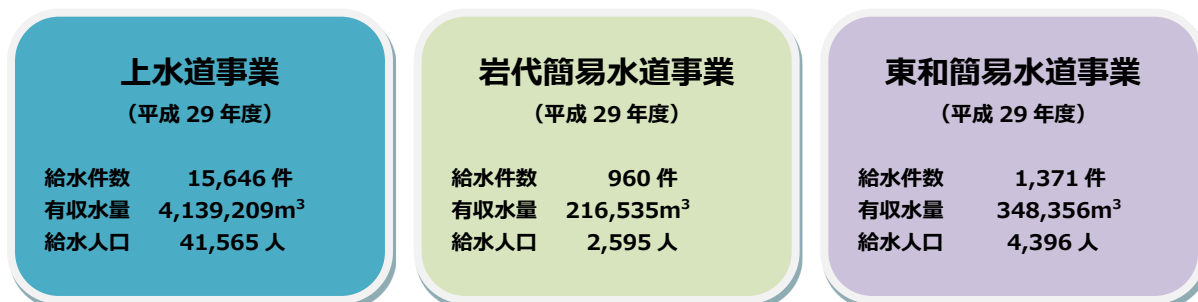 上水道事業
（平成 29 年度）
給水件数 15,646 件
有収水量 4,139,209m³
給水人口 41,565 人
岩代簡易水道事業
（平成 29 年度）
給水件数 960 件
有収水量 216,535m³
給水人口 2,595 人
東和簡易水道事業
（平成 29 年度）
給水件数 1,371 件
有収水量 348,356m³
給水人口 4,396 人